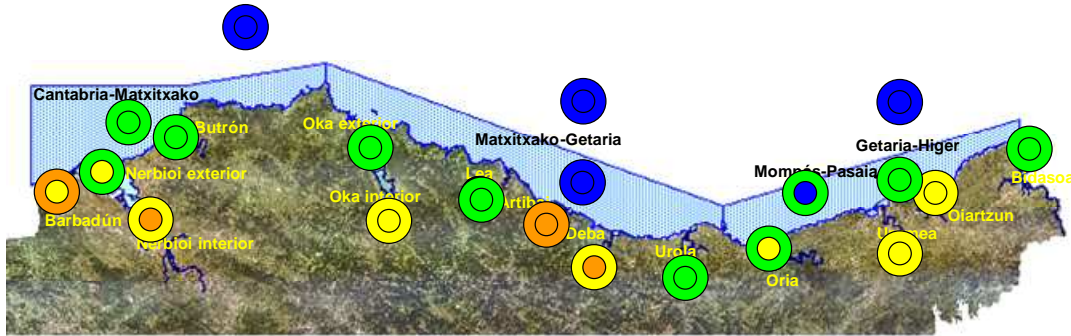 Cantabria-Matxitxako
Butrón
Oka exterior
Matxitxako-Getaria
Getaria-Higer
Mompás-Pasaia
Nerbioi exterior
Lea
Bidasoa
Barbadún
Oka interior
Artibai
Oiartzun
Nerbioi interior
Deba
Urumea
Urola
Oria